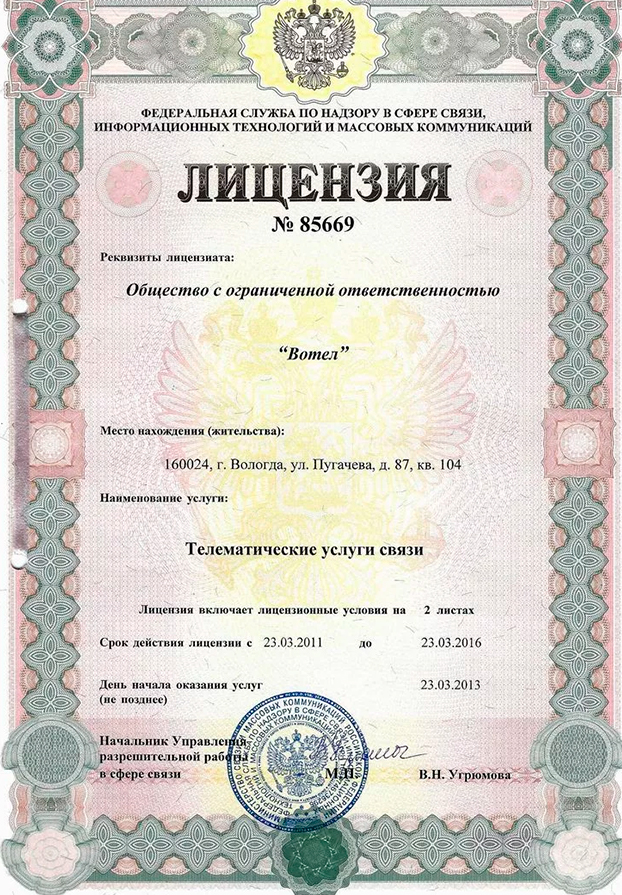 ФЕДЕРАЛЬНАЯ СЛУЖБА ПО НАДЗОРУ В СФЕРЕ СВЯЗИ,
ИНФОРМАЦИОННЫХ ТЕХНОЛОГИЙ И МАССОВЫХ КОММУНИКАЦИЙ
ЛИЦЕНЗИЯ
№ 85669
Реквизиты лицензиата:
Общество с ограниченной ответственностью
“Вотел”
Место нахождения (жительства):
160024, г. Вологда, ул. Пугачева, д. 87, кв. 104
Наименование услуги:
Телематические услуги связи
Лицензия включает лицензионные условия на 2 листах
Срок действия лицензии с 23.03.2011 до 23.03.2016
День начала оказания услуг 23.03.2013
(не позднее)
Начальник Управления
разрешительной работы
в сфере связи М.П. В.Н. Угрюмова